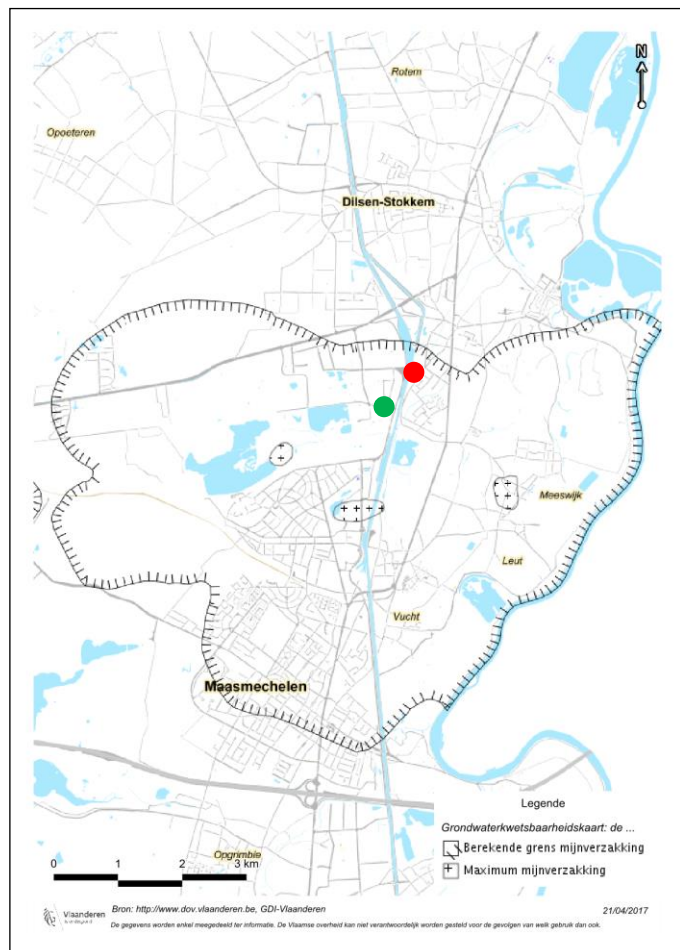 N
Rotem
Opoeteren
Dilsen-Stokkem
Meeswijk
Leut
Vucht
Maasmechelen
Opgrimbie
Legende
Grondwaterkwetsbaarheidskaart: de ...
Berekende grens mijnverzakking
Maximum mijnverzakking
0 1 2 3 km
Vlaanderen
Bron: http://www.dov.vlaanderen.be, GDI-Vlaanderen
21/04/2017
De gegevens worden enkel meegedeeld ter informatie. De Vlaamse overheid kan niet verantwoordelijk worden gesteld voor de gevolgen van welk gebruik dan ook.